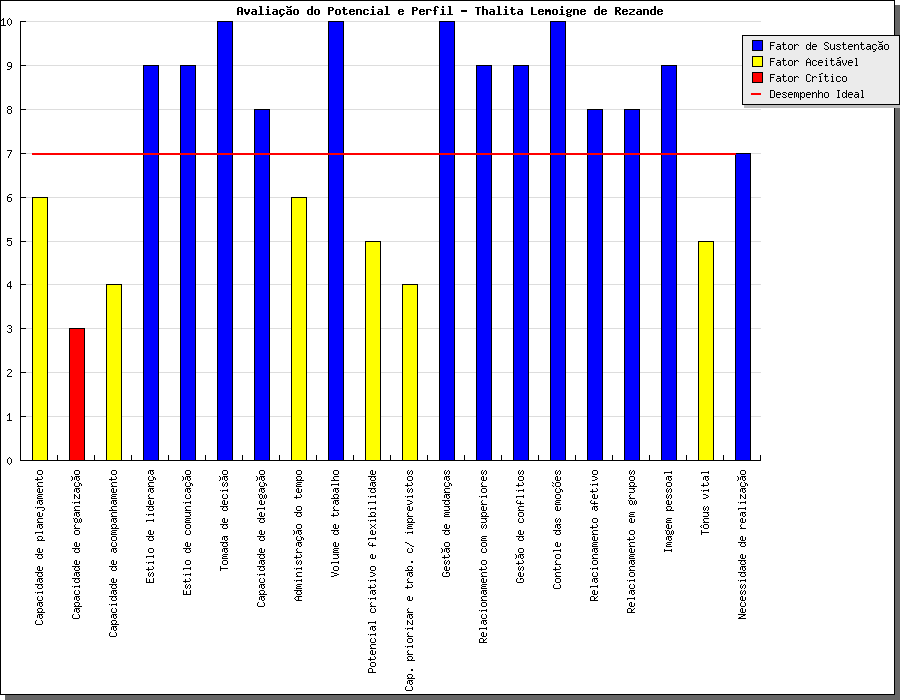 Avaliação do Potencial e Perfil - Thalita Lemoigne de Rezande
Fator de Sustentação
Fator Aceitável
Fator Crítico
Desempenho Ideal
10
9
8
7
6
5
4
3
2
1
0
Capacidade de planejamento
Capacidade de organização
Capacidade de acompanhamento
Estilo de liderança
Estilo de comunicação
Tomada de decisão
Capacidade de delegação
Administração do tempo
Volume de trabalho
Potencial criativo e flexibilidade
Cap. priorizar e trab. c/ imprevistos
Gestão de mudanças
Relacionamento com superiores
Gestão de conflitos
Controle das emoções
Relacionamento afetivo
Relacionamento em grupos
Imagem pessoal
Tônus vital
Necessidade de realização